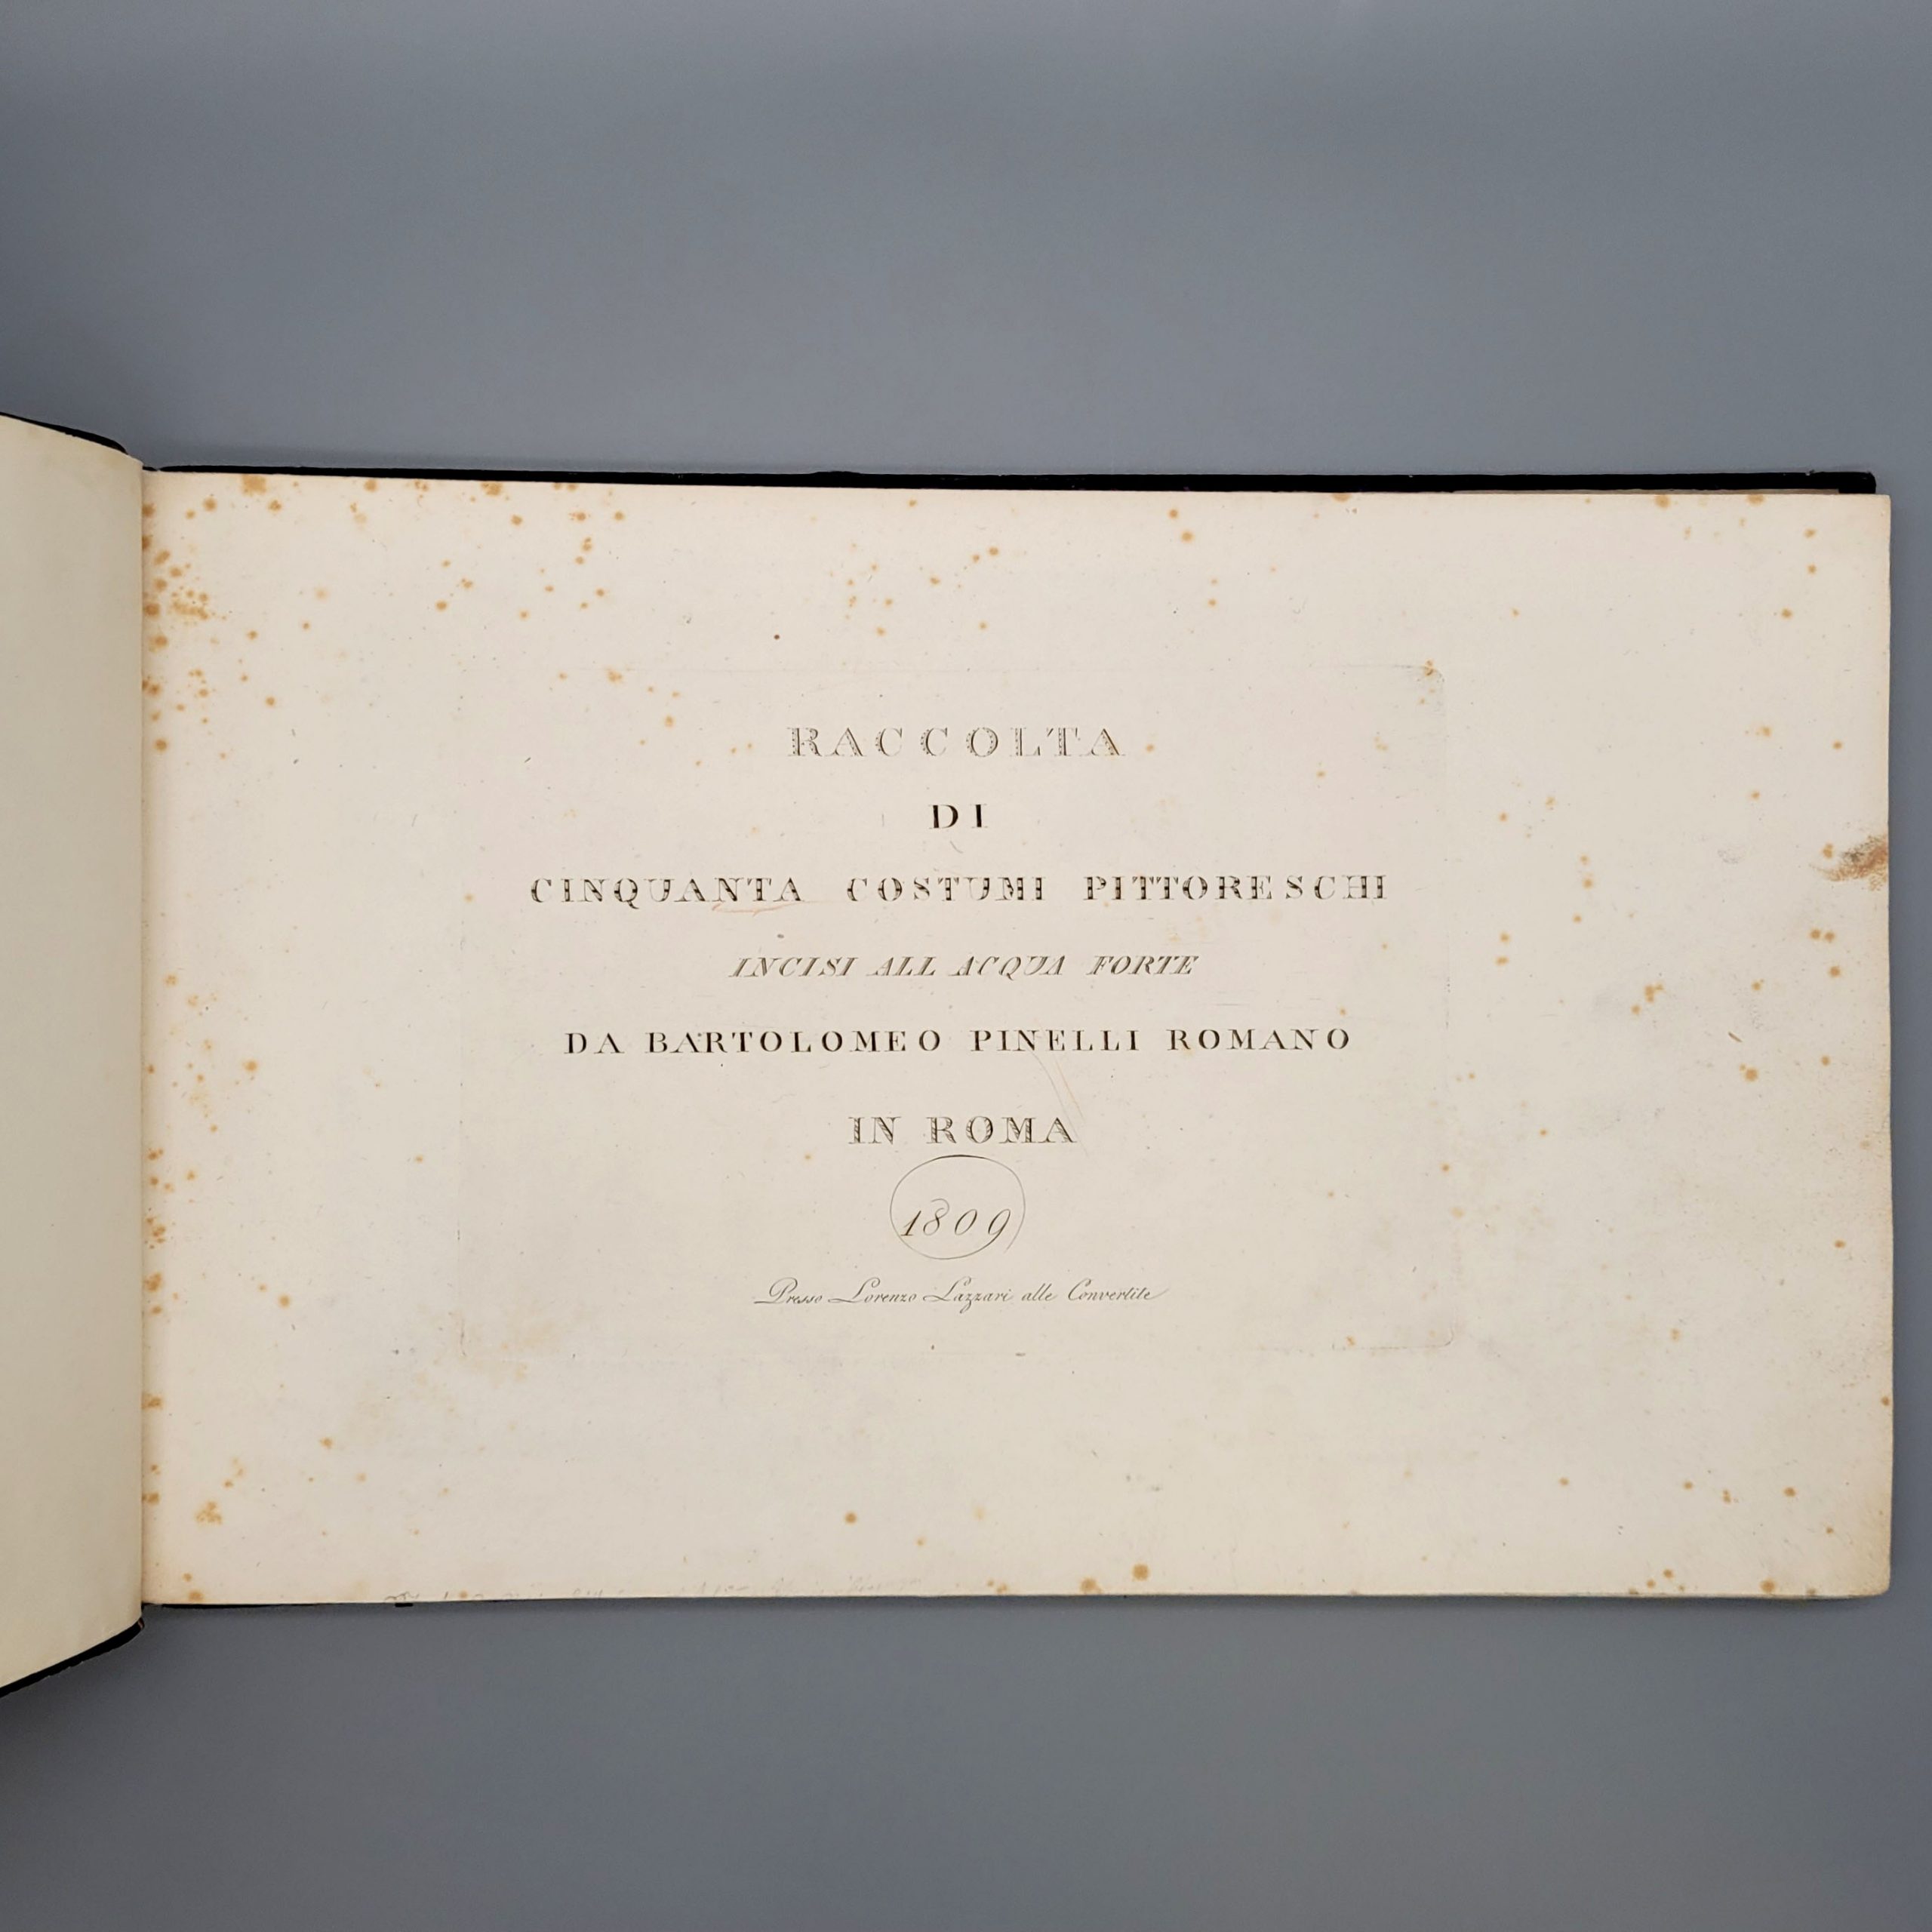 RACCOLTA
DI
CINQUANTA COSTUMI PITTORESCHI
INCISI ALL ACQUA FORTE
DA BARTOLOMEO PINELLI ROMANO
IN ROMA
1809
Presso Lorenzo Lazzari alle Convertite